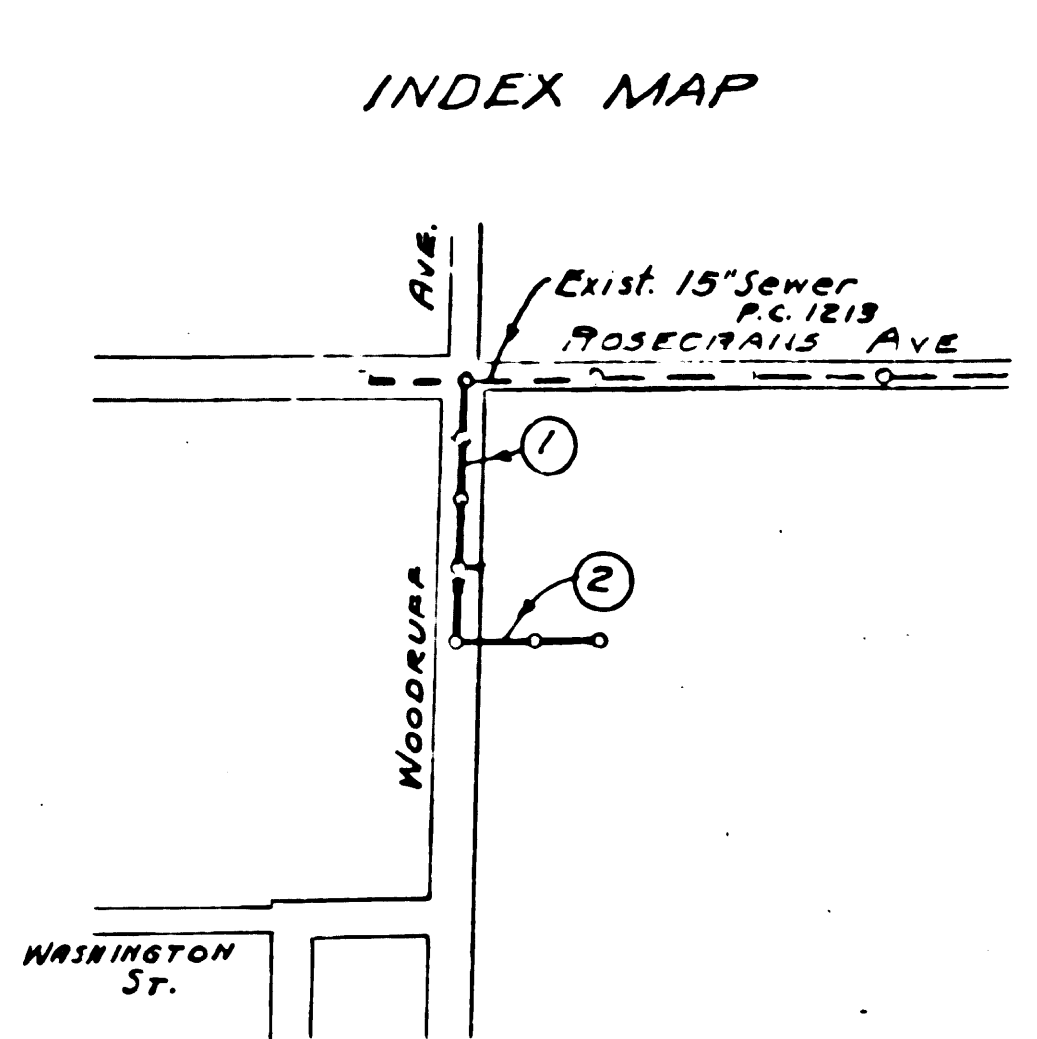 INDEX MAP
AVE.
Exist. 15" Sewer
P.C. 1213
ROSECRANS AVE
1
2
WOODRUFF
WASHINGTON
ST.